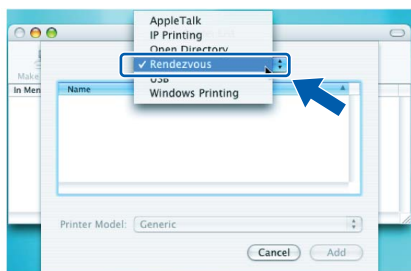 AppleTalk
IP Printing
Open Directory
✓ Rendezvous
USB
Windows Printing
Make
In Men
Name
Printer Model: Generic
Cancel Add